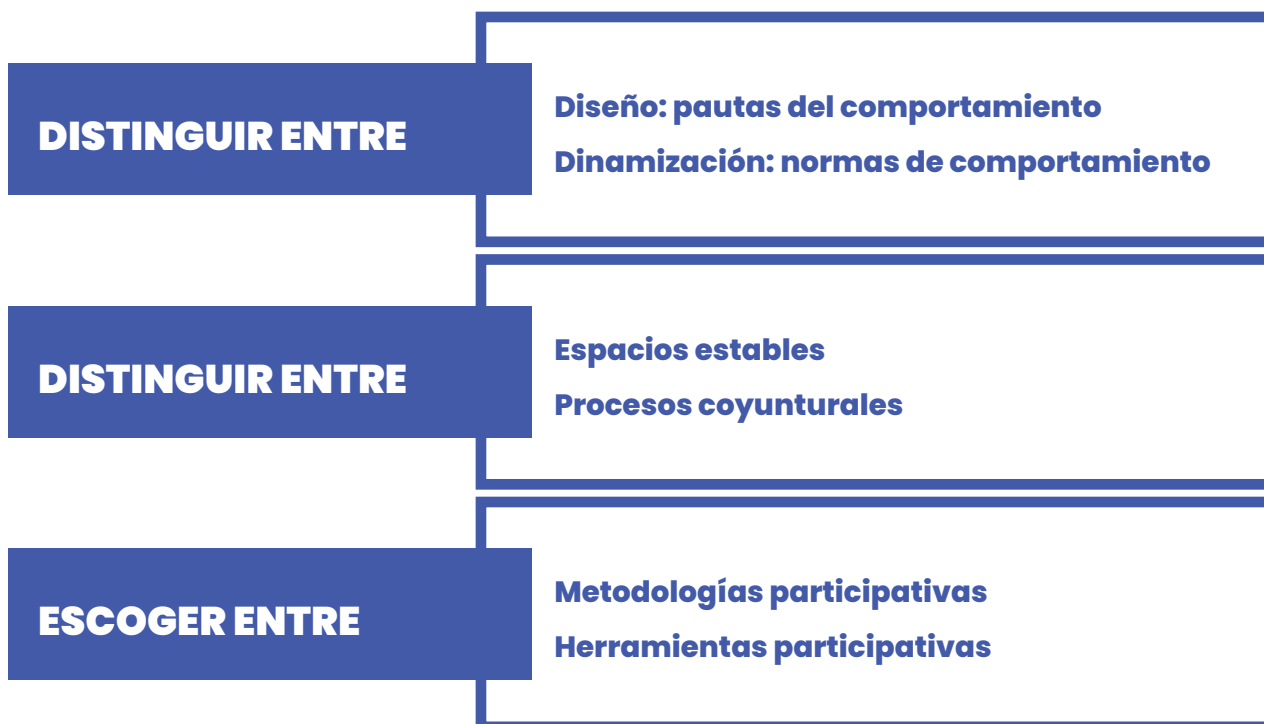 DISTINGUIR ENTRE
Diseño: pautas del comportamiento
Dinamización: normas de comportamiento
DISTINGUIR ENTRE
Espacios estables
Procesos coyunturales
ESCOGER ENTRE
Metodologías participativas
Herramientas participativas